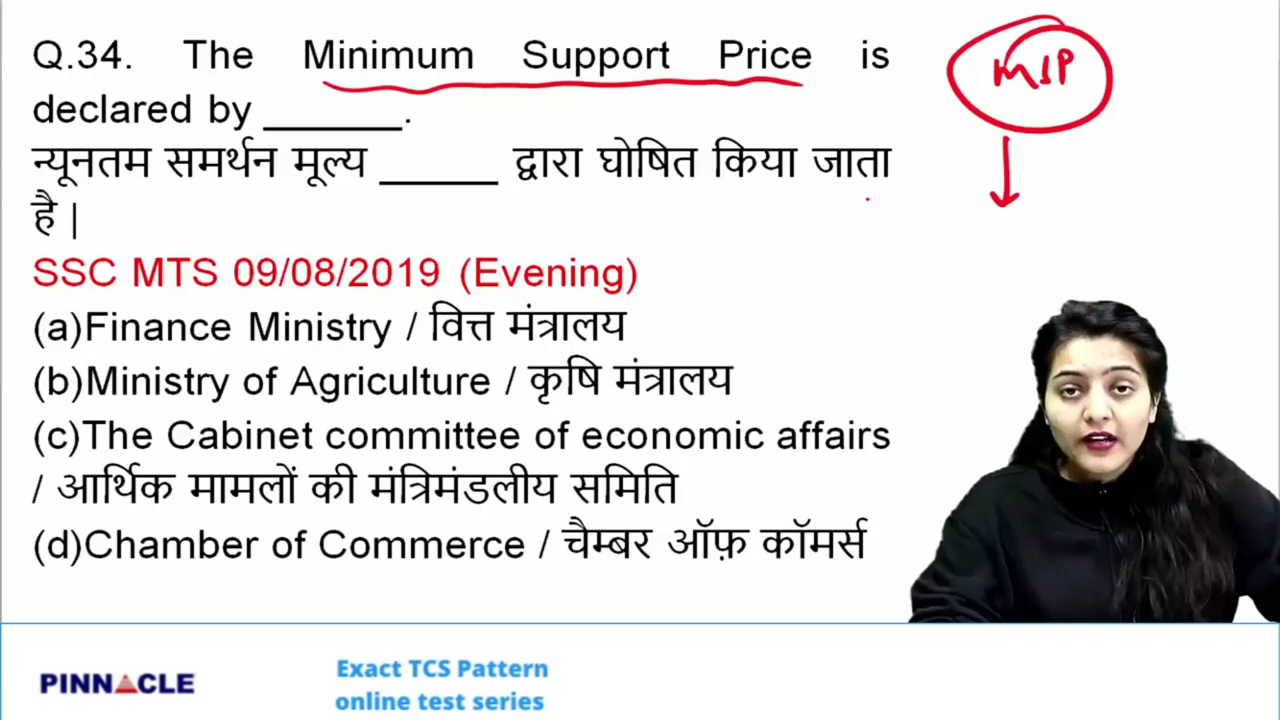 Q.34. The Minimum Support Price is
declared by ______.
न्यूनतम समर्थन मूल्य _____ द्वारा घोषित किया जाता
है |
SSC MTS 09/08/2019 (Evening)
(a)Finance Ministry / वित्त मंत्रालय
(b)Ministry of Agriculture / कृषि मंत्रालय
(c)The Cabinet committee of economic affairs
/ आर्थिक मामलों की मंत्रिमंडलीय समिति
(d)Chamber of Commerce / चैम्बर ऑफ़ कॉमर्स
MSP
PINNACLE
Exact TCS Pattern
online test series